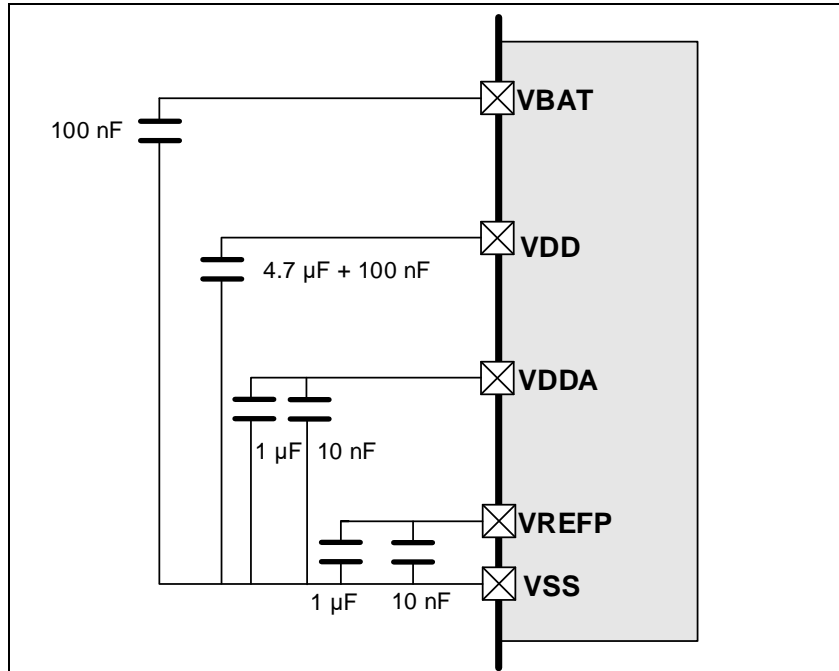 VBAT
100 nF
VDD
4.7 µF + 100 nF
VDDA
1 µF 10 nF
VREFP
VSS
1 µF 10 nF